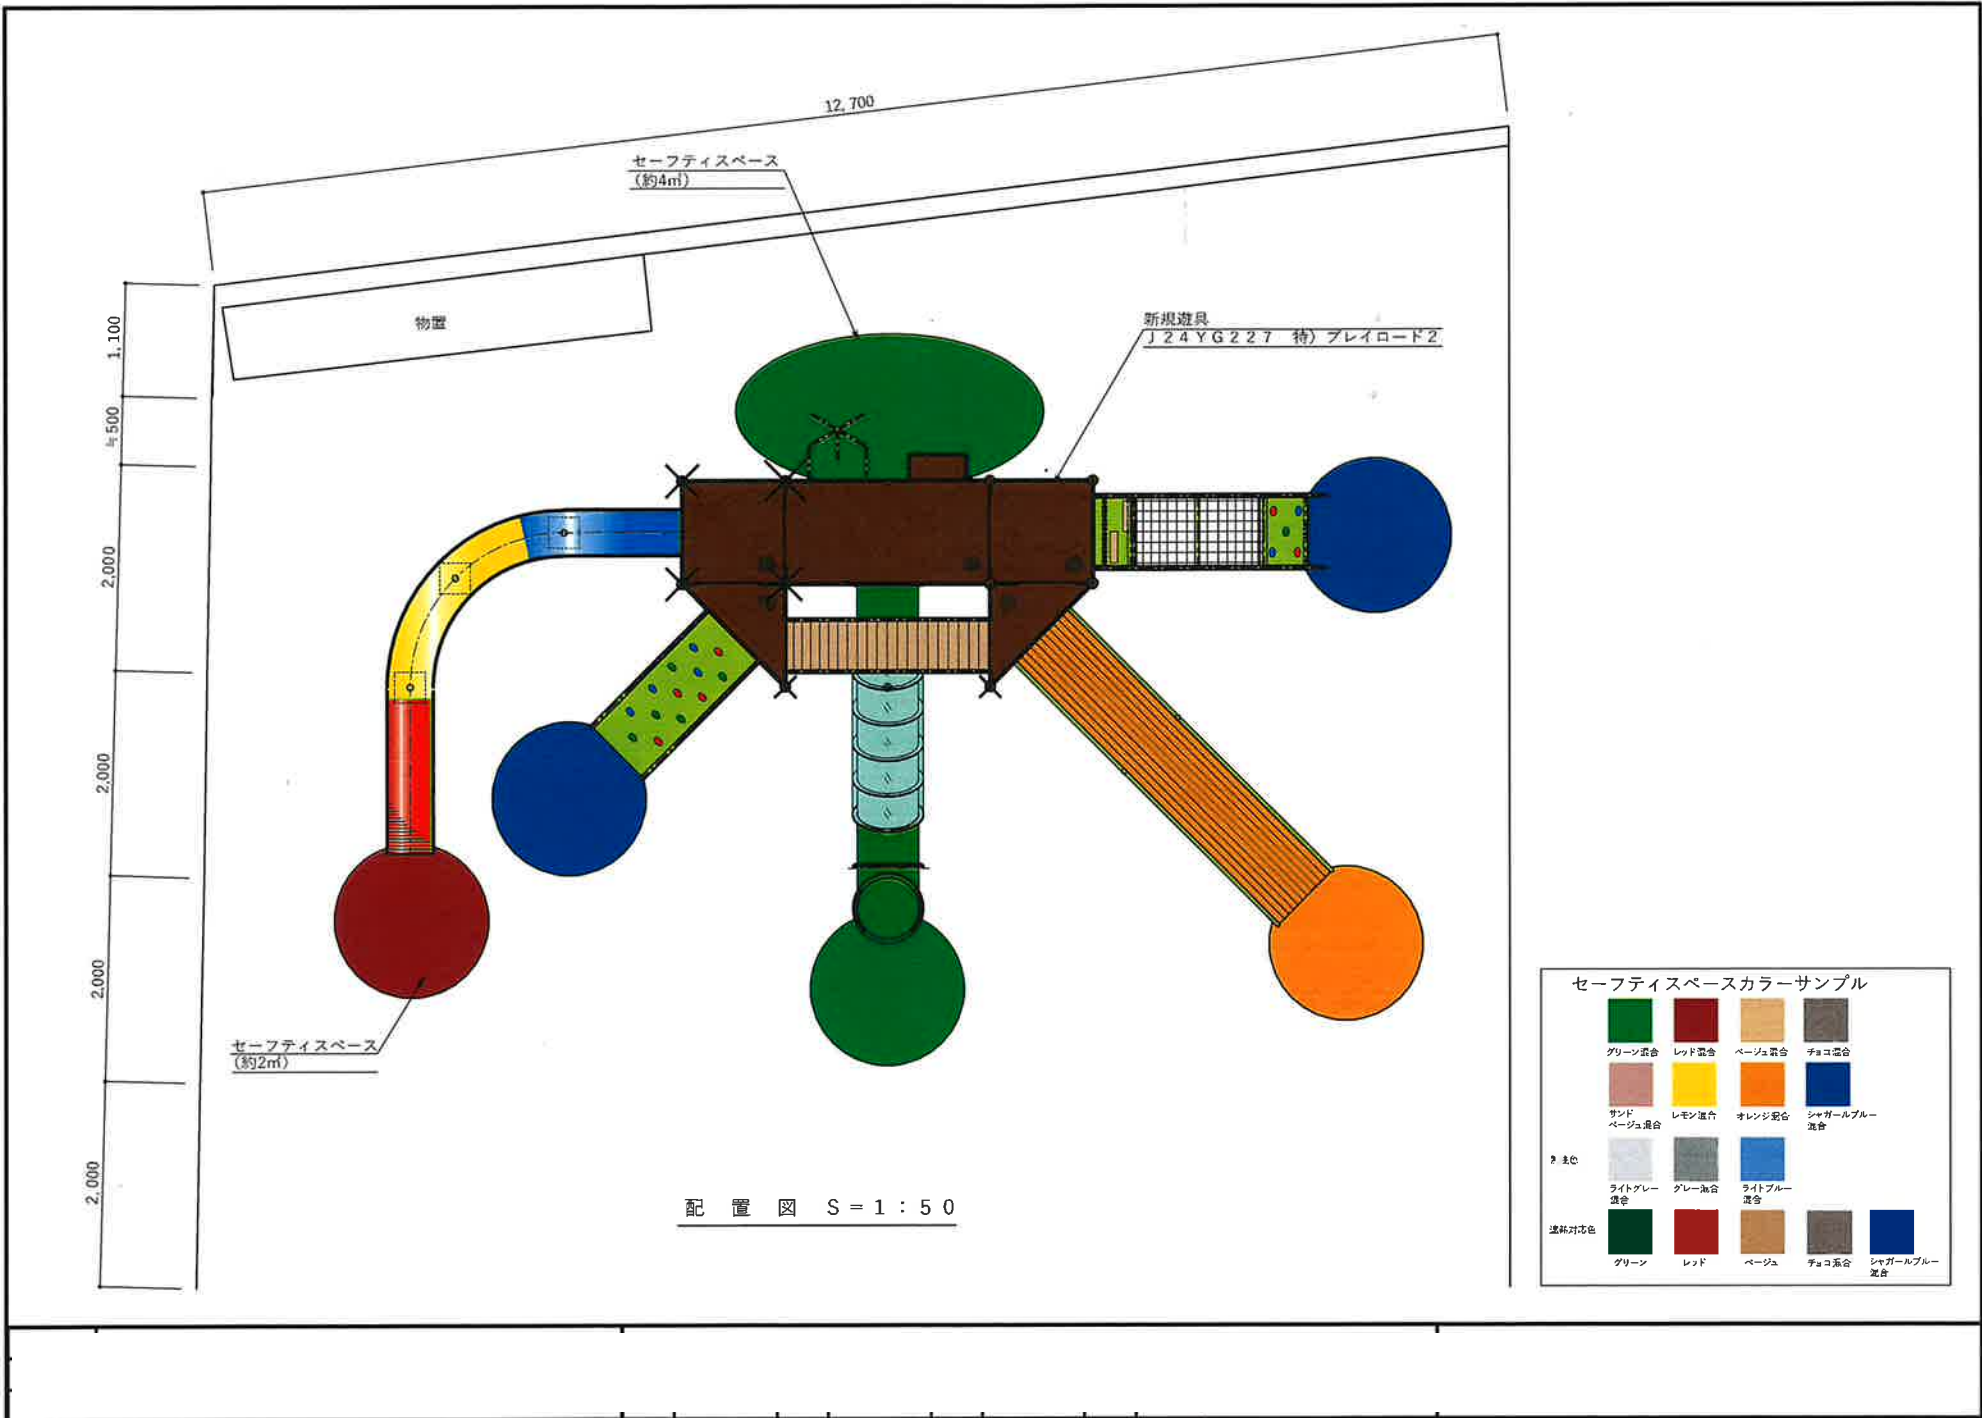 12,700
セーフティスペース
(約4㎡)
物置
新規遊具
J24YG227 特）プレイロード2
1,100
≒500
2,000
2,000
2,000
2,000
セーフティスペース
(約2㎡)
配置図 S=1:50
セーフティスペースカラーサンプル
グリーン混合 レッド混合 ベージュ混合 チョコ混合
サンド
ベージュ混合 レモン混合 オレンジ混合 シャガールブルー
混合
ライトグレー
混合 グレー混合 ライトブルー
混合
グリーン レッド ベージュ チョコ混合 シャガールブルー
混合